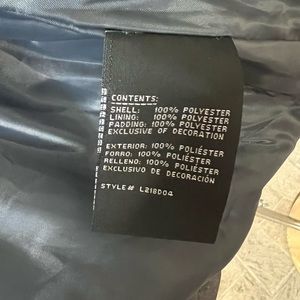 CONTENTS:
SHELL: 100% POLYESTER
LINING: 100% POLYESTER
PADDING: 100% POLYESTER
EXCLUSIVE OF DECORATION
EXTERIOR: 100% POLIÉSTER
FORRO: 100% POLIÉSTER
RELLENO: 100% POLIÉSTER
EXCLUSIVO DE DECORACIÓN
STYLE# L218D04